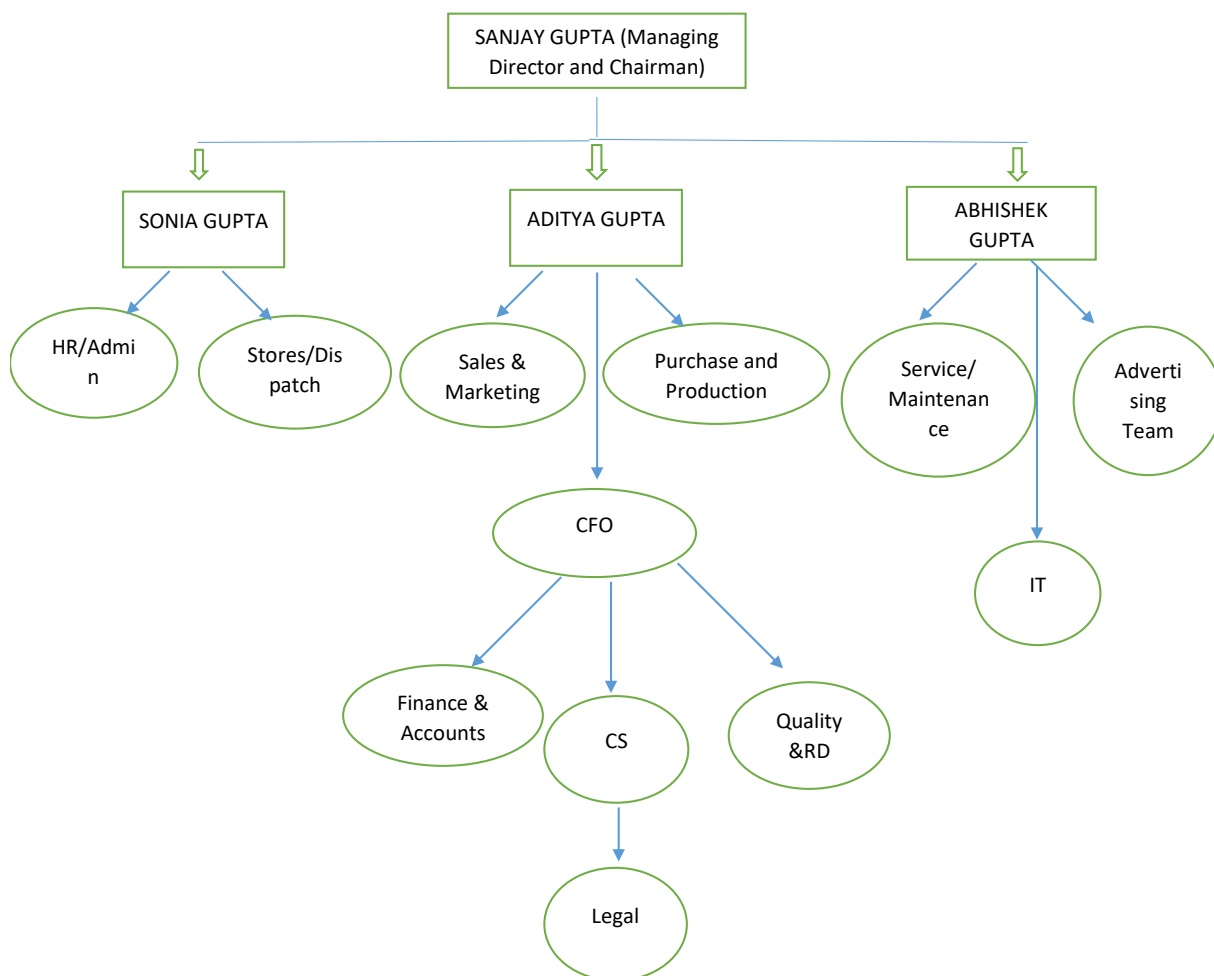 SANJAY GUPTA (Managing
Director and Chairman)
SONIA GUPTA
ADITYA GUPTA
ABHISHEK
GUPTA
HR/Admi
n
Stores/Dis
patch
Sales &
Marketing
Purchase and
Production
Service/
Maintenan
ce
Adverti
sing
Team
CFO
IT
Finance &
Accounts
CS
Quality
&RD
Legal